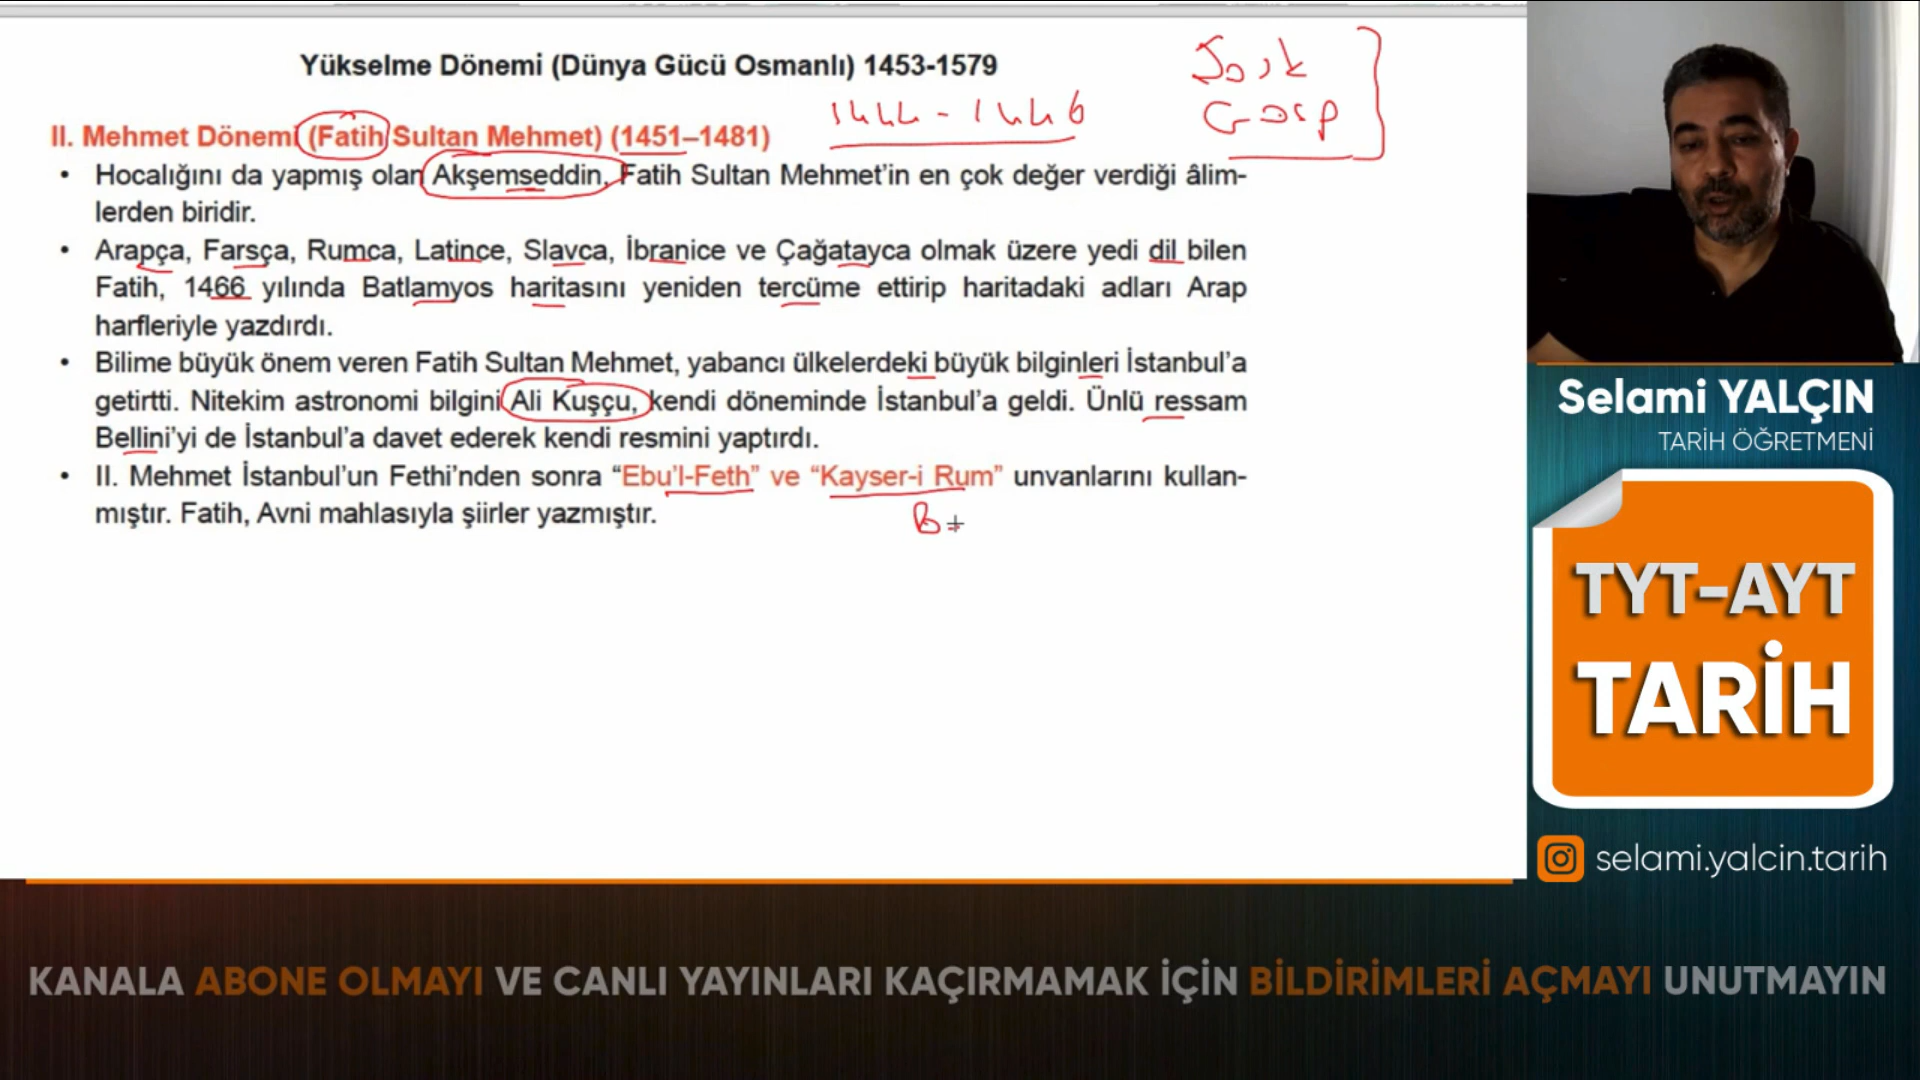 Yükselme Dönemi (Dünya Gücü Osmanlı) 1453-1579
1444-1446
Şark
Garp
II. Mehmet Dönemi (Fatih Sultan Mehmet) (1451–1481)
• Hocalığını da yapmış olan Akşemseddin, Fatih Sultan Mehmet’in en çok değer verdiği âlim-
lerden biridir.
• Arapça, Farsça, Rumca, Latince, Slavca, İbranice ve Çağatayca olmak üzere yedi dil bilen
Fatih, 1466 yılında Batlamyos haritasını yeniden tercüme ettirip haritadaki adları Arap
harfleriyle yazdırdı.
• Bilime büyük önem veren Fatih Sultan Mehmet, yabancı ülkelerdeki büyük bilginleri İstanbul’a
getirtti. Nitekim astronomi bilgini Ali Kuşçu, kendi döneminde İstanbul’a geldi. Ünlü ressam
Bellini’yi de İstanbul’a davet ederek kendi resmini yaptırdı.
• II. Mehmet İstanbul’un Fethi’nden sonra “Ebu’l-Feth” ve “Kayser-i Rum” unvanlarını kullan-
mıştır. Fatih, Avni mahlasıyla şiirler yazmıştır.
B
Selami YALÇIN
TARİH ÖĞRETMENİ
TYT-AYT
TARİH
selami.yalcin.tarih
KANALA ABONE OLMAYI VE CANLI YAYINLARI KAÇIRMAMAK İÇİN BİLDİRİMLERİ AÇMAYI UNUTMAYIN